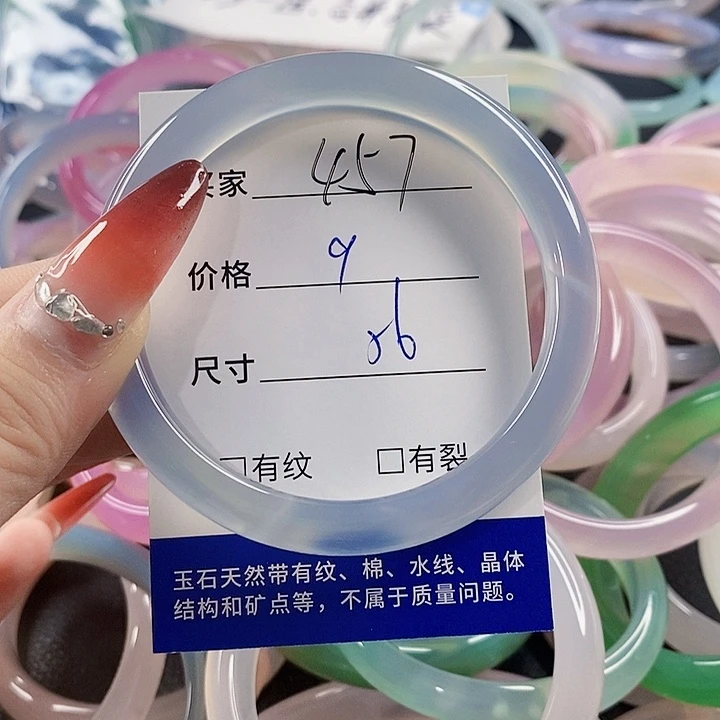 买家 457
价格 9
尺寸 56
□有纹 □有裂
玉石天然带有纹、棉、水线、晶体
结构和矿点等，不属于质量问题。